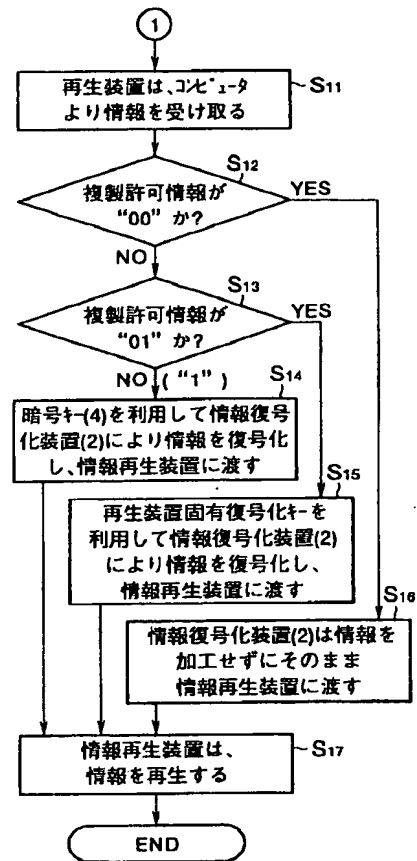 1
再生装置は、コンピュータ
より情報を受け取る
S11
複製許可情報が
“00” か?
S12
YES
NO
複製許可情報が
“01” か?
S13
YES
NO ( “1” )
S14
暗号キー(4)を利用して情報復号
化装置(2)により情報を復号化
し、情報再生装置に渡す
S15
再生装置固有復号化キーを
利用して情報復号化装置(2)
により情報を復号化し、
情報再生装置に渡す
S16
情報復号化装置(2)は情報を
加工せずにそのまま
情報再生装置に渡す
情報再生装置は、
情報を再生する
S17
END